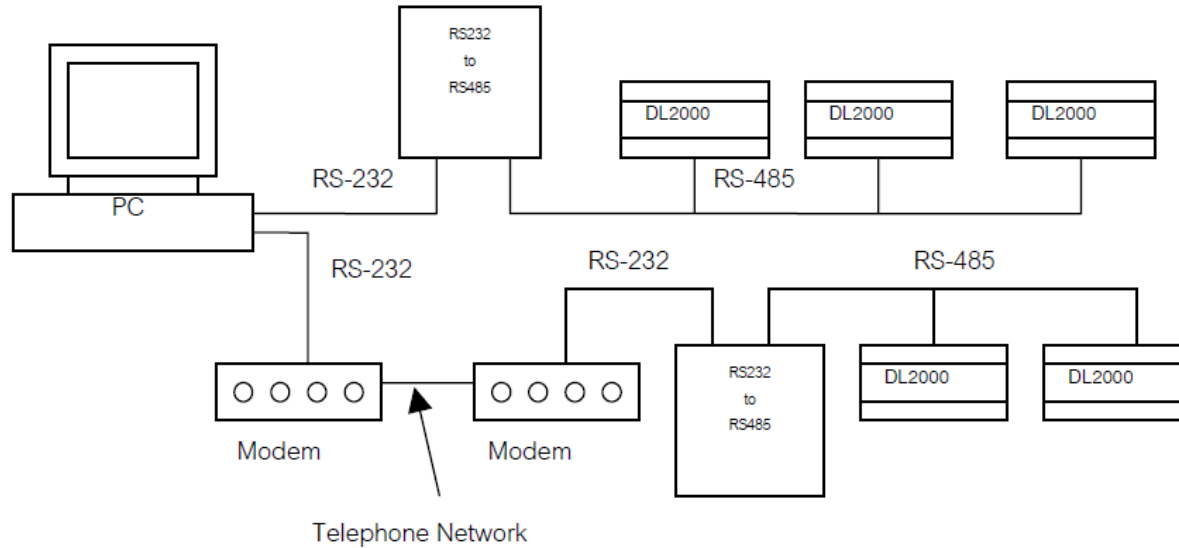 RS232
to
RS485
DL2000
DL2000
DL2000
RS-232
RS-485
PC
RS-232
RS-232
RS-485
RS232
to
RS485
DL2000
DL2000
Modem
Modem
Telephone Network